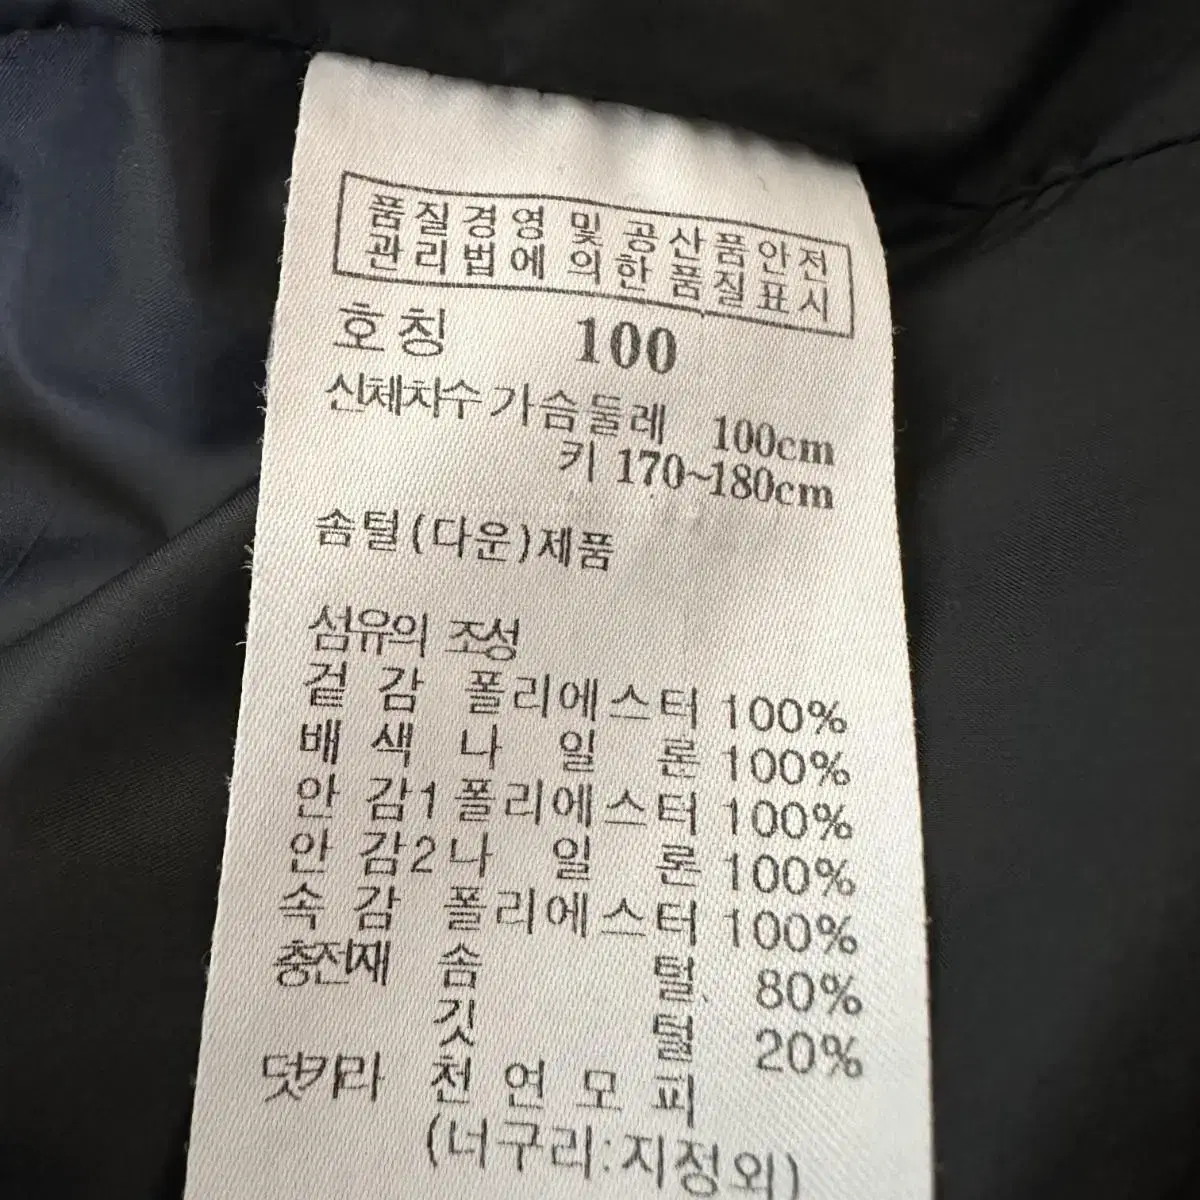 품질경영 및 공산품안전
관리법에 의한 품질표시
호칭 100
신체치수 가슴둘레 100cm
키 170~180cm
솜털(다운)제품
섬유의 조성
겉 감 폴리에스터 100%
배 색 나 일 론 100%
안 감1 폴리에스터 100%
안 감2 나 일 론 100%
속 감 폴리에스터 100%
충전재 솜 털 80%
깃 털 20%
덧카라 천 연 모 피
(너구리:지정외)